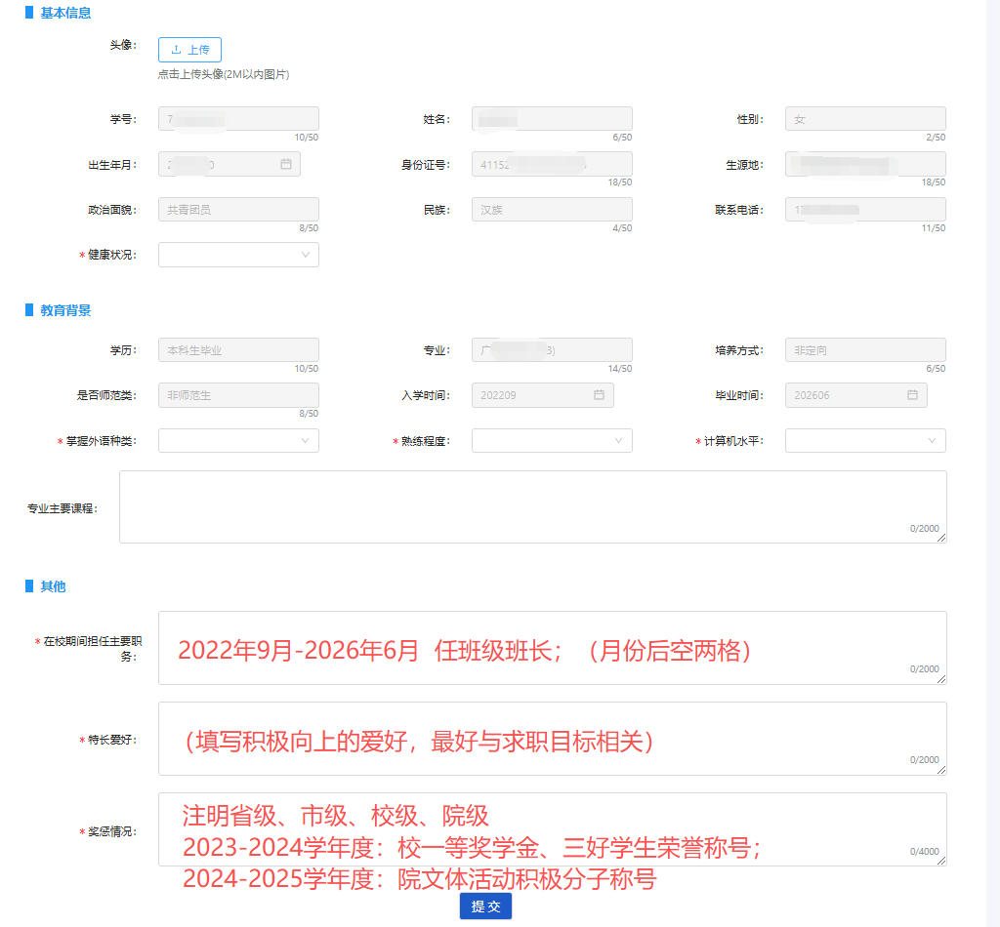 基本信息
头像：
上传
点击上传头像(2M以内图片)
学号： 7
10/50
姓名：
6/50
性别： 女
2/50
出生年月： 2 0
身份证号： 4115
18/50
生源地：
18/50
政治面貌： 共青团员
8/50
民族： 汉族
4/50
联系电话： 1
11/50
* 健康状况：
教育背景
学历： 本科生毕业
10/50
专业： 广 3)
14/50
培养方式： 非定向
6/50
是否师范类： 非师范生
8/50
入学时间： 202209
毕业时间： 202606
* 掌握外语种类：
* 熟练程度：
* 计算机水平：
专业主要课程：
0/2000
其他
* 在校期间担任主要职
务：
2022年9月-2026年6月  任班级班长；（月份后空两格）
0/2000
* 特长爱好：
（填写积极向上的爱好，最好与求职目标相关）
0/2000
* 奖惩情况：
注明省级、市级、校级、院级
2023-2024学年度：校一等奖学金、三好学生荣誉称号；
0/4000
2024-2025学年度：院文体活动积极分子称号
提 交